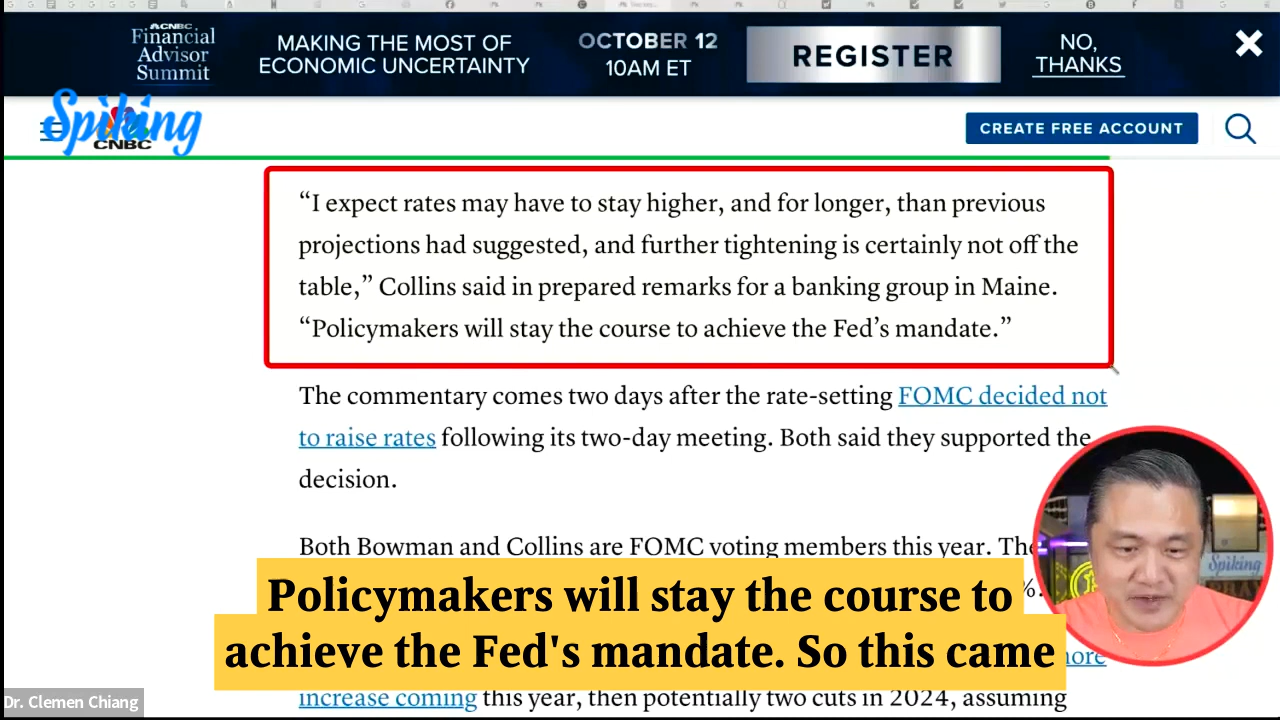 CNBC
Financial
Advisor
Summit
MAKING THE MOST OF
ECONOMIC UNCERTAINTY
OCTOBER 12
10AM ET
REGISTER
NO,
THANKS
Spiking
CNBC
CREATE FREE ACCOUNT
“I expect rates may have to stay higher, and for longer, than previous
projections had suggested, and further tightening is certainly not off the
table,” Collins said in prepared remarks for a banking group in Maine.
“Policymakers will stay the course to achieve the Fed’s mandate.”
The commentary comes two days after the rate-setting FOMC decided not
to raise rates following its two-day meeting. Both said they supported the
decision.
Both Bowman and Collins are FOMC voting members this year.
%.
Policymakers will stay the course to
achieve the Fed's mandate. So this came
increase coming this year, then potentially two cuts in 2024, assuming
Spiking
Dr. Clemen Chiang